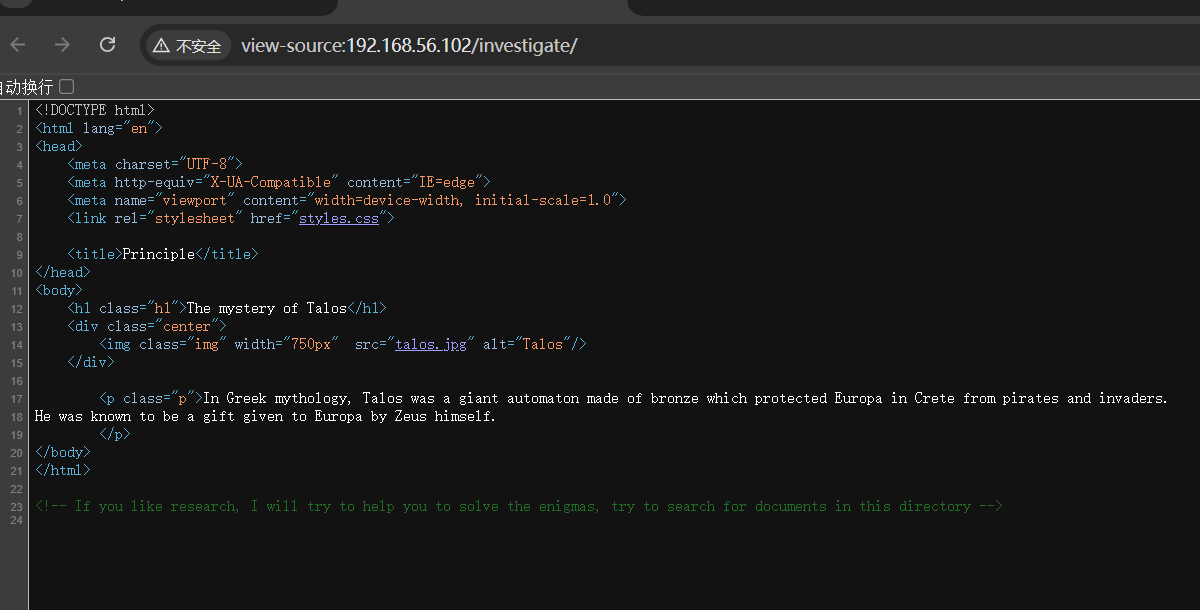 不安全 view-source:192.168.56.102/investigate/
自动换行
1 <!DOCTYPE html>
2 <html lang="en">
3 <head>
4 <meta charset="UTF-8">
5 <meta http-equiv="X-UA-Compatible" content="IE=edge">
6 <meta name="viewport" content="width=device-width, initial-scale=1.0">
7 <link rel="stylesheet" href="styles.css">
8
9 <title>Principle</title>
10 </head>
11 <body>
12 <h1 class="h1">The mystery of Talos</h1>
13 <div class="center">
14 <img class="img" width="750px" src="talos.jpg" alt="Talos"/>
15 </div>
16
17 <p class="p">In Greek mythology, Talos was a giant automaton made of bronze which protected Europa in Crete from pirates and invaders.
18 He was known to be a gift given to Europa by Zeus himself.
19 </p>
20 </body>
21 </html>
22
23 <!-- If you like research, I will try to help you to solve the enigmas, try to search for documents in this directory -->
24